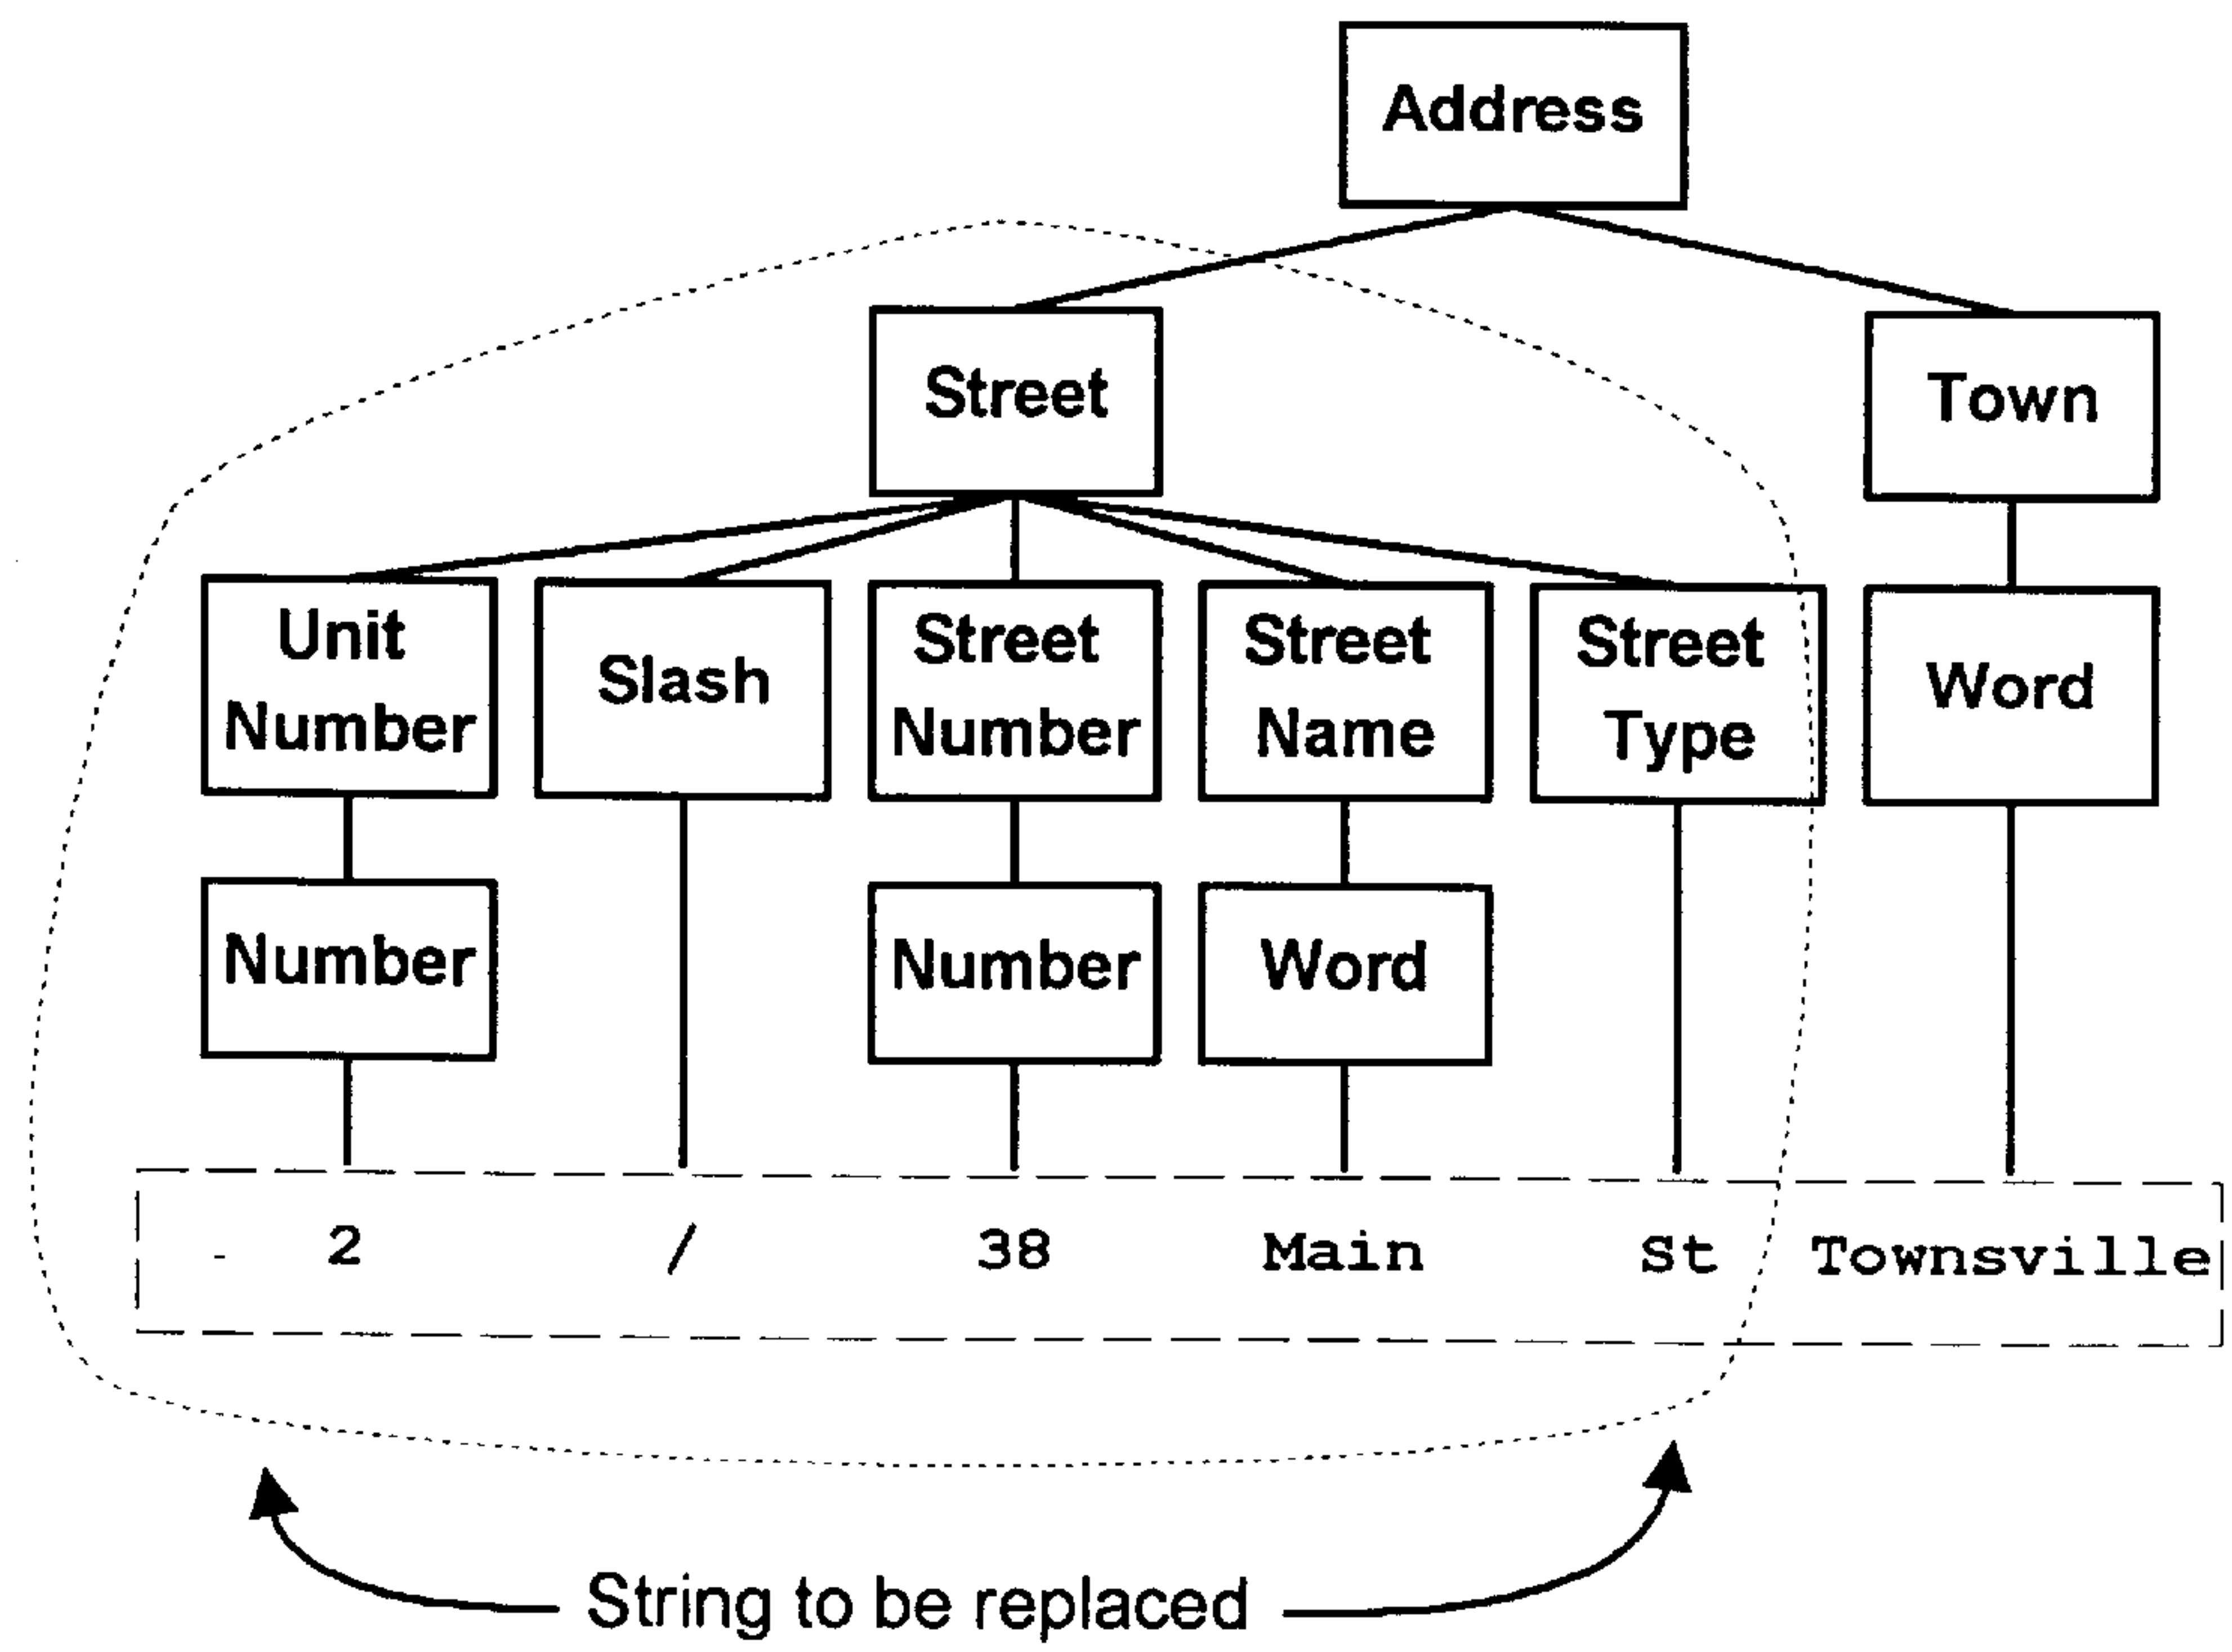 Address
Street
Town
Unit
Number
Slash
Street
Number
Street
Name
Street
Type
Word
Number
Number
Word
2 / 38 Main St Townsville
String to be replaced